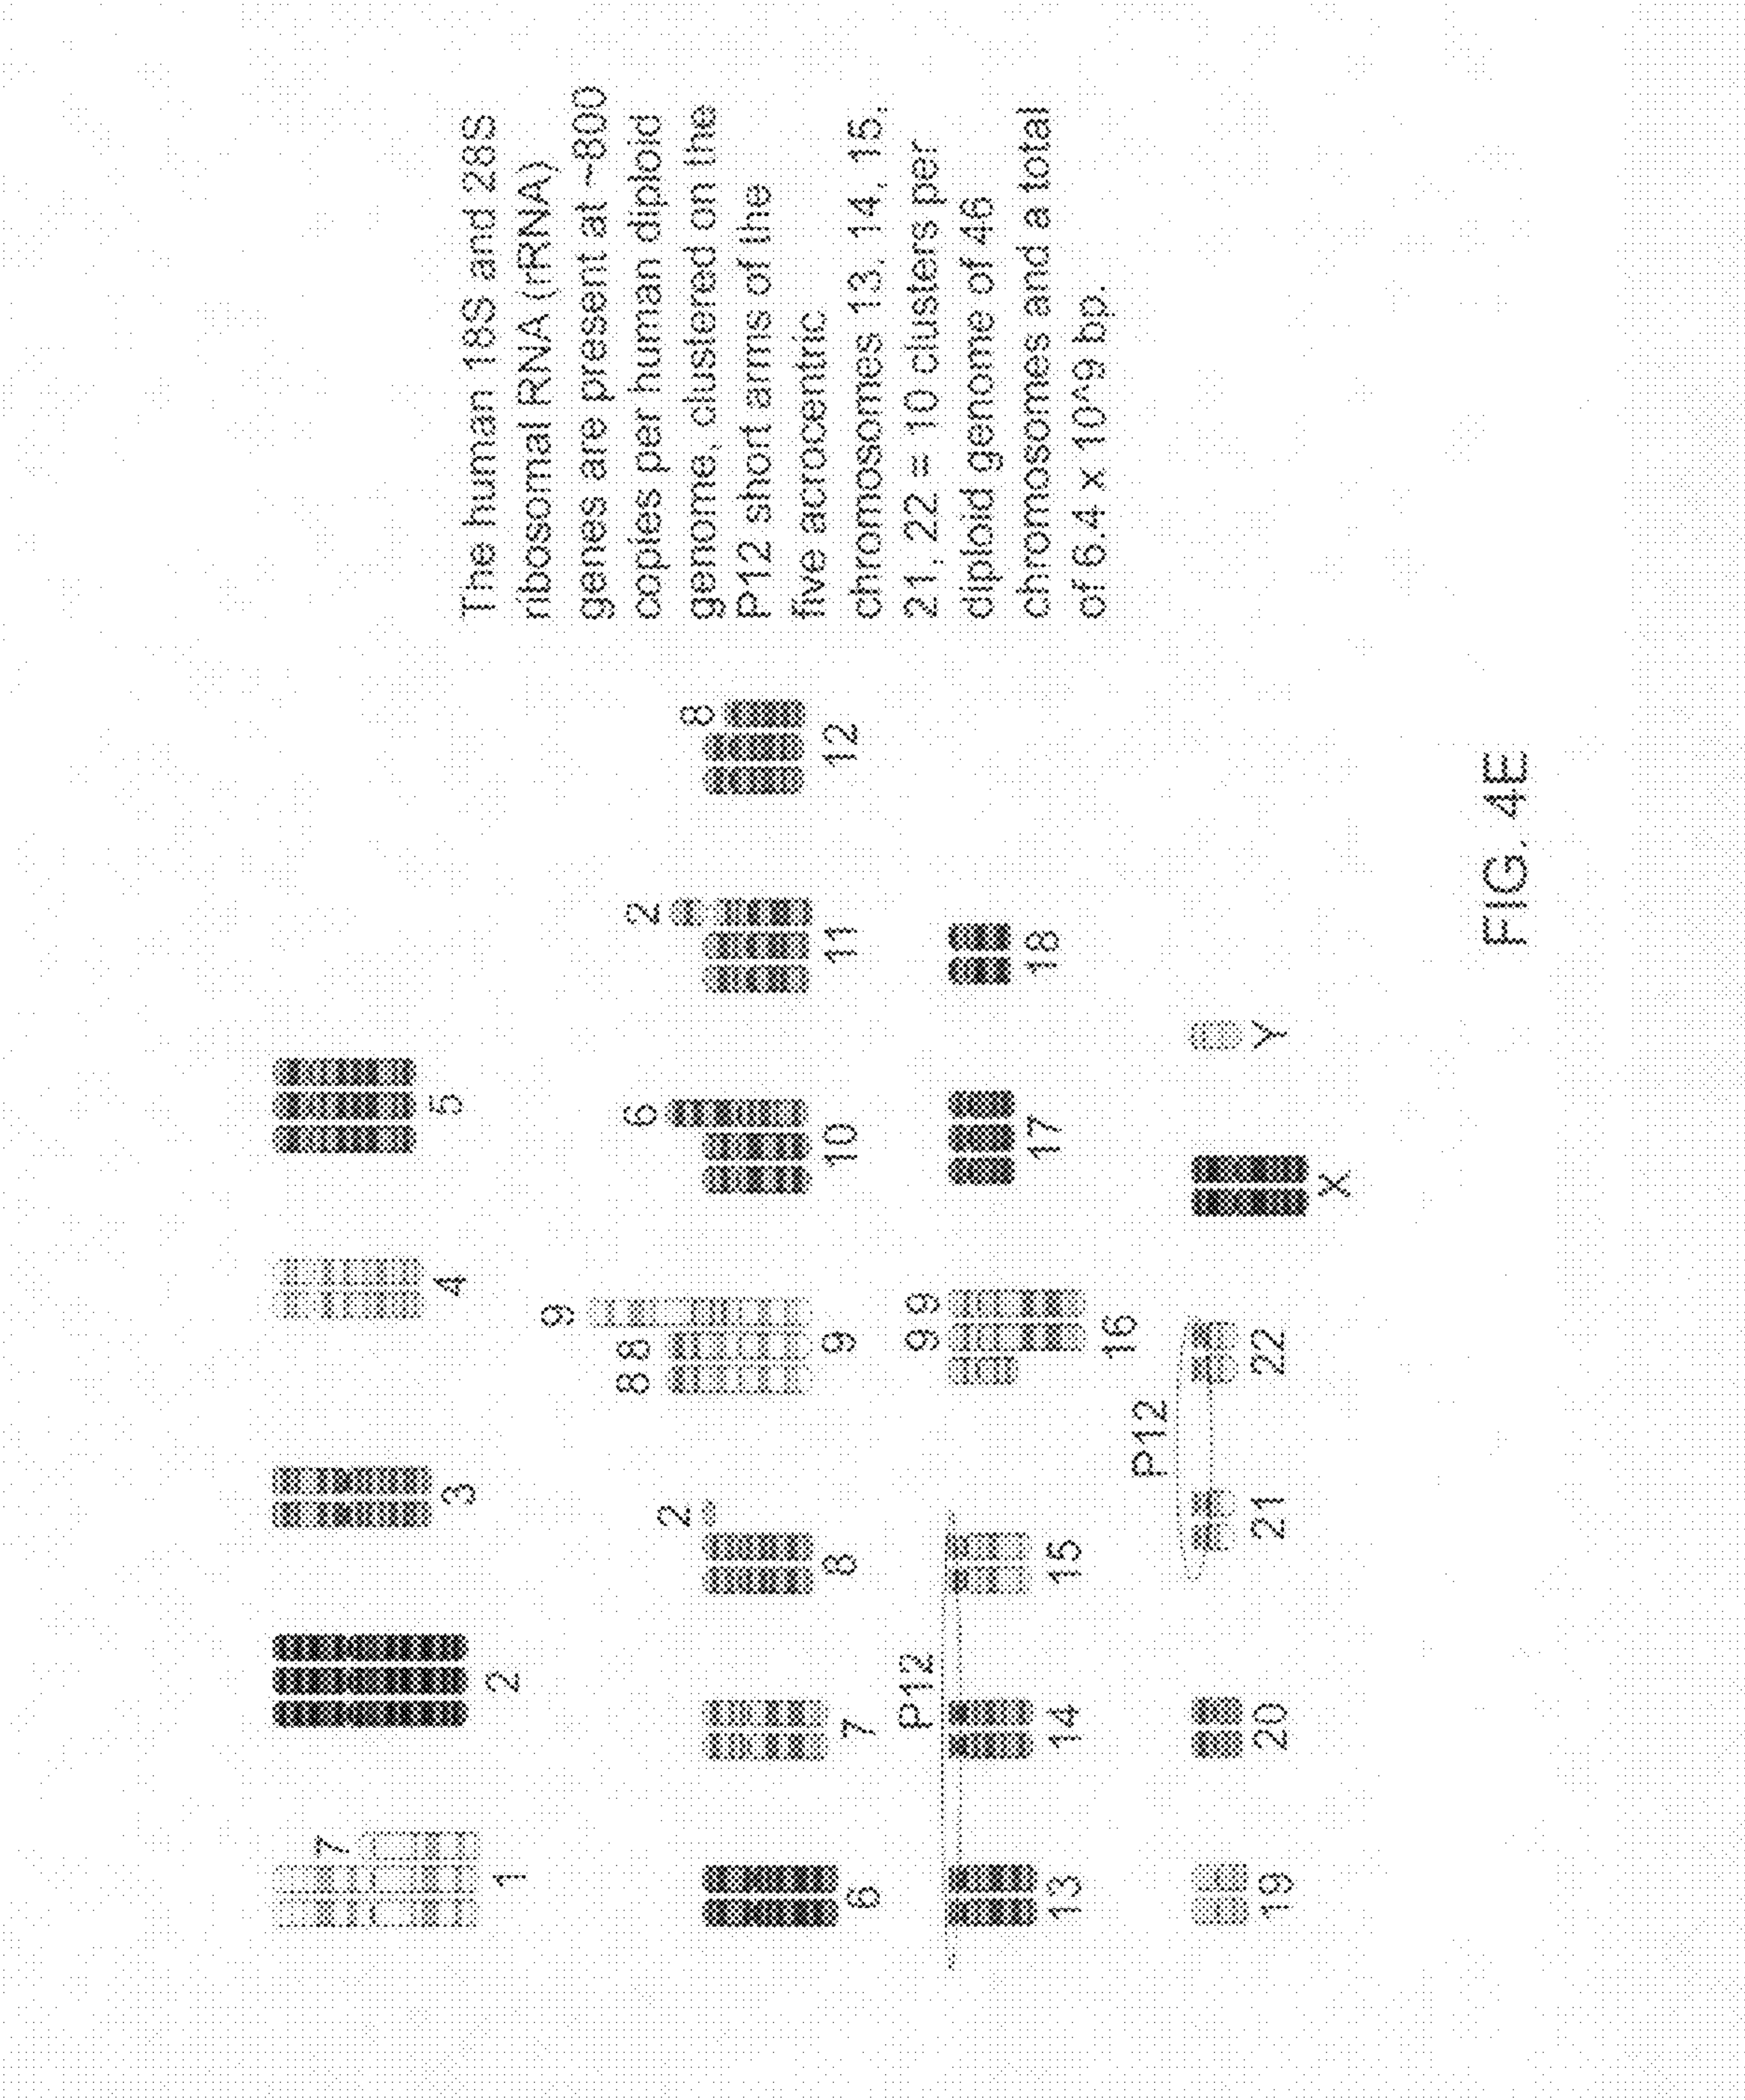 7
1
2
3
4
5
6
7
2
8
8 8
9
9
6
10
2
11
8
12
P12
13
14
15
9 9
16
17
18
19
20
P12
21
22
X
Y
The human 18S and 28S
ribosomal RNA (rRNA)
genes are present at ~800
copies per human diploid
genome, clustered on the
P12 short arms of the
five acrocentric
chromosomes 13, 14, 15,
21, 22 = 10 clusters per
diploid genome of 46
chromosomes and a total
of 6.4 x 10^9 bp.
FIG. 4E